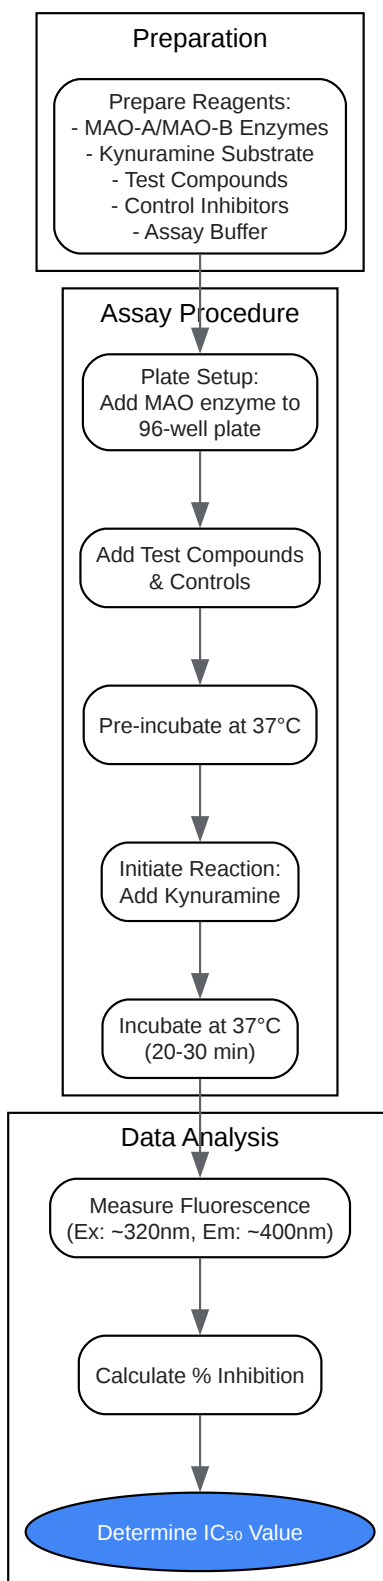 Preparation
Prepare Reagents:
- MAO-A/MAO-B Enzymes
- Kynuramine Substrate
- Test Compounds
- Control Inhibitors
- Assay Buffer
Assay Procedure
Plate Setup:
Add MAO enzyme to
96-well plate
Add Test Compounds
& Controls
Pre-incubate at 37°C
Initiate Reaction:
Add Kynuramine
Incubate at 37°C
(20-30 min)
Data Analysis
Measure Fluorescence
(Ex: ~320nm, Em: ~400nm)
Calculate % Inhibition
Determine IC₅₀ Value